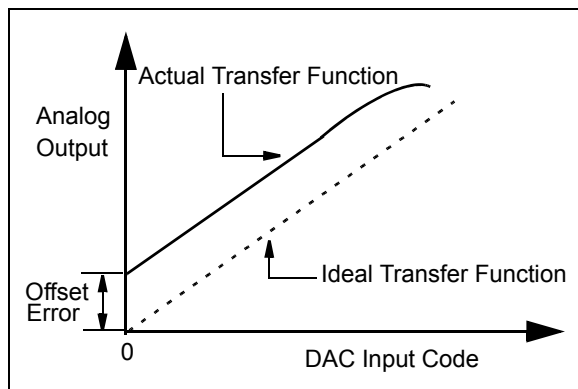 Actual Transfer Function
Analog
Output
Ideal Transfer Function
Offset
Error
0
DAC Input Code